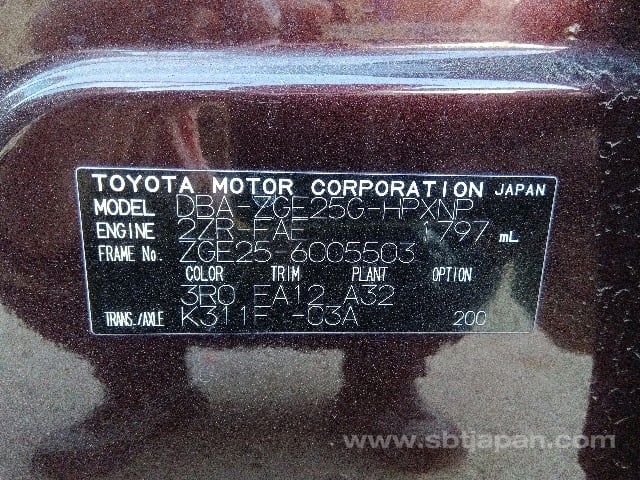 TOYOTA MOTOR CORPORATION JAPAN
MODEL DBA-ZGE25G-HPXNP
ENGINE 2ZR-FAE 1797 mL
FRAME No. ZGE25-6005503
COLOR TRIM PLANT OPTION
3R0 FA12 A32
TRANS./AXLE K311F -03A 200
www.sbtjapan.com